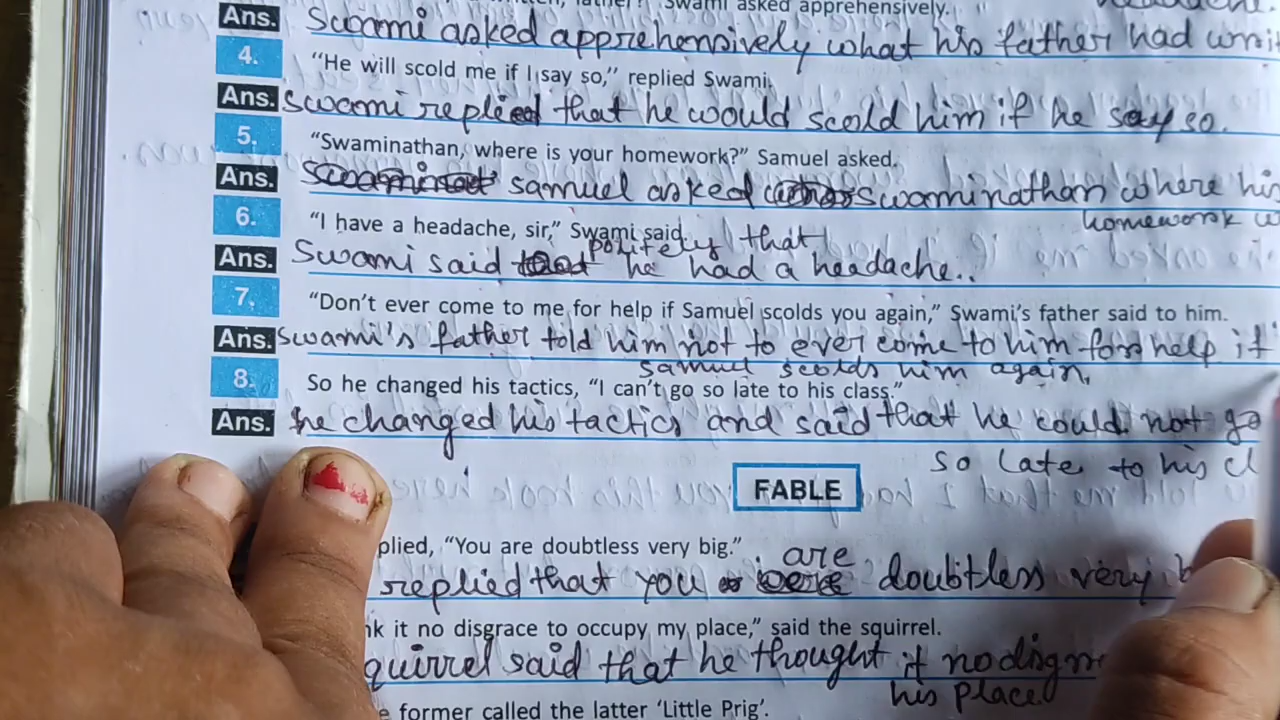 Swami asked apprehensively.
Ans. Swami asked apprehensively what his father had
4. "He will scold me if I say so," replied Swami.
Ans. Swami replied that he would scold him if he say so.
5. "Swaminathan, where is your homework?" Samuel asked.
Ans. samuel asked swaminathan where his
homework
6. "I have a headache, sir," Swami said.
politely that
Ans. Swami said he had a headache..
7. "Don't ever come to me for help if Samuel scolds you again," Swami's father said to him.
Ans. Swami's father told him not to ever come to him for help if
samuel scolds him again.
8. So he changed his tactics, "I can't go so late to his class."
Ans. he changed his tactics and said that he could not go
so late to his
FABLE
"You are doubtless very big."
are
replied that you doubtless very
it no disgrace to occupy my place," said the squirrel.
said that he thought it no
his place
former called the latter 'Little Prig'.